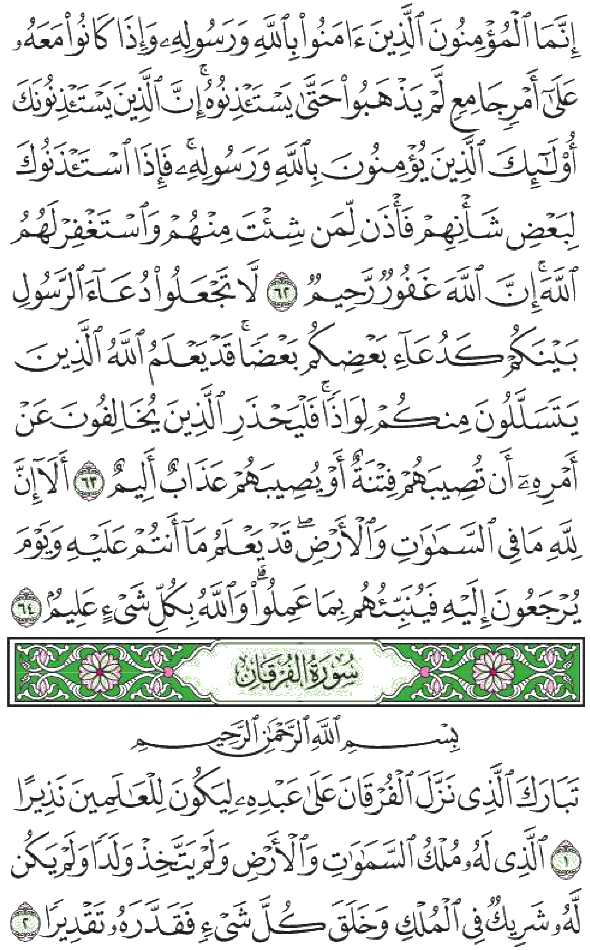 إِنَّمَا ٱلْمُؤْمِنُونَ ٱلَّذِينَ ءَامَنُوا۟ بِٱللَّهِ وَرَسُولِهِۦ وَإِذَا كَانُوا۟ مَعَهُۥ
عَلَىٰٓ أَمْرٍ جَامِعٍ لَّمْ يَذْهَبُوا۟ حَتَّىٰ يَسْتَـْٔذِنُوهُ ۚ إِنَّ ٱلَّذِينَ يَسْتَـْٔذِنُونَكَ
أُو۟لَـٰٓئِكَ ٱلَّذِينَ يُؤْمِنُونَ بِٱللَّهِ وَرَسُولِهِۦ ۚ فَإِذَا ٱسْتَـْٔذَنُوكَ
لِبَعْضِ شَأْنِهِمْ فَأْذَن لِّمَن شِئْتَ مِنْهُمْ وَٱسْتَغْفِرْ لَهُمُ
ٱللَّهَ ۚ إِنَّ ٱللَّهَ غَفُورٌ رَّحِيمٌ ٦٢ لَّا تَجْعَلُوا۟ دُعَآءَ ٱلرَّسُولِ
بَيْنَكُمْ كَدُعَآءِ بَعْضِكُم بَعْضًا ۚ قَدْ يَعْلَمُ ٱللَّهُ ٱلَّذِينَ
يَتَسَلَّلُونَ مِنكُمْ لِوَاذًا ۚ فَلْيَحْذَرِ ٱلَّذِينَ يُخَالِفُونَ عَنْ
أَمْرِهِۦٓ أَن تُصِيبَهُمْ فِتْنَةٌ أَوْ يُصِيبَهُمْ عَذَابٌ أَلِيمٌ ٦٣ أَلَآ إِنَّ
لِلَّهِ مَا فِى ٱلسَّمَـٰوَٰتِ وَٱلْأَرْضِ ۖ قَدْ يَعْلَمُ مَآ أَنتُمْ عَلَيْهِ وَيَوْمَ
يُرْجَعُونَ إِلَيْهِ فَيُنَبِّئُهُم بِمَا عَمِلُوا۟ ۗ وَٱللَّهُ بِكُلِّ شَىْءٍ عَلِيمٌۢ ٦٤
سُورَةُ الفُرْقَان
بِسْمِ ٱللَّهِ ٱلرَّحْمَـٰنِ ٱلرَّحِيمِ
تَبَارَكَ ٱلَّذِى نَزَّلَ ٱلْفُرْقَانَ عَلَىٰ عَبْدِهِۦ لِيَكُونَ لِلْعَـٰلَمِينَ نَذِيرًا
١ ٱلَّذِى لَهُۥ مُلْكُ ٱلسَّمَـٰوَٰتِ وَٱلْأَرْضِ وَلَمْ يَتَّخِذْ وَلَدًا وَلَمْ يَكُن
لَّهُۥ شَرِيكٌ فِى ٱلْمُلْكِ وَخَلَقَ كُلَّ شَىْءٍ فَقَدَّرَهُۥ تَقْدِيرًا ٢